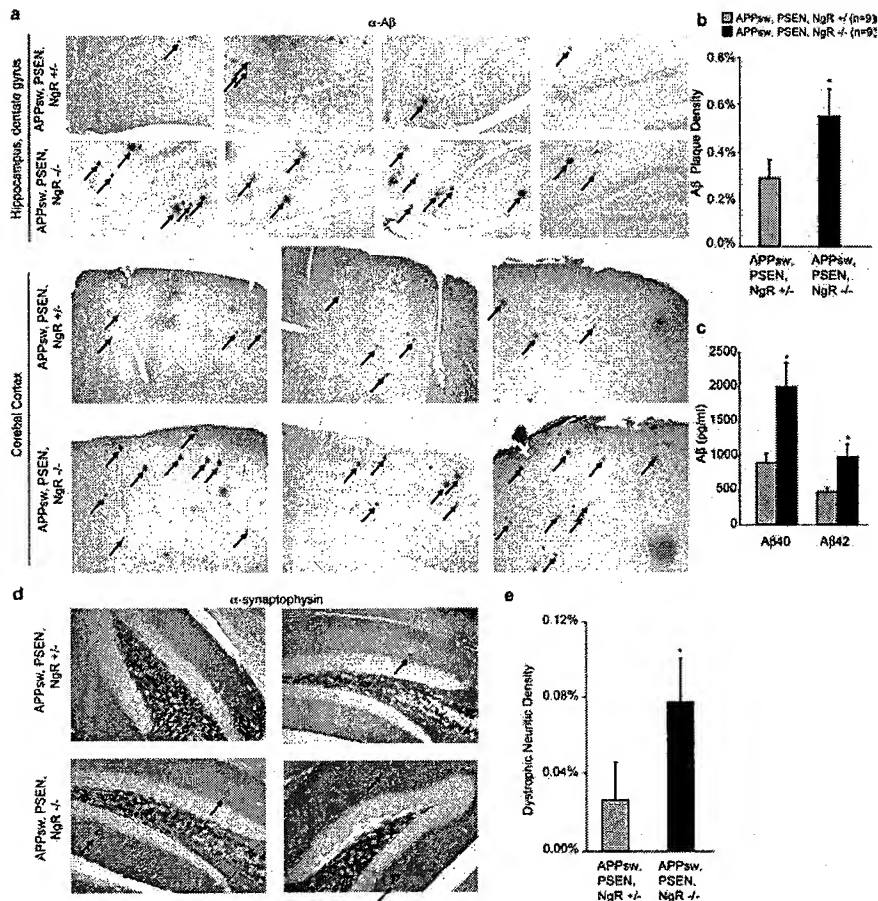 a
α-Aβ
Hippocampus, dentate gyrus
APPsw, PSEN,
NgR +/-
APPsw, PSEN,
NgR -/-
Cerebral Cortex
APPsw, PSEN,
NgR +/-
APPsw, PSEN,
NgR -/-
b
APPsw, PSEN, NgR +/- (n=9)
APPsw, PSEN, NgR -/- (n=9)
Aβ Plaque Density
0.8%
0.6%
0.4%
0.2%
0.0%
*
APPsw,
PSEN,
NgR +/-
APPsw,
PSEN,
NgR -/-
c
Aβ (pg/ml)
2500
2000
1500
1000
500
0
*
*
Aβ40
Aβ42
d
α-synaptophysin
APPsw, PSEN,
NgR +/-
APPsw, PSEN,
NgR -/-
e
Dystrophic Neuritic Density
0.12%
0.08%
0.04%
0.00%
*
APPsw,
PSEN,
NgR +/-
APPsw,
PSEN,
NgR -/-